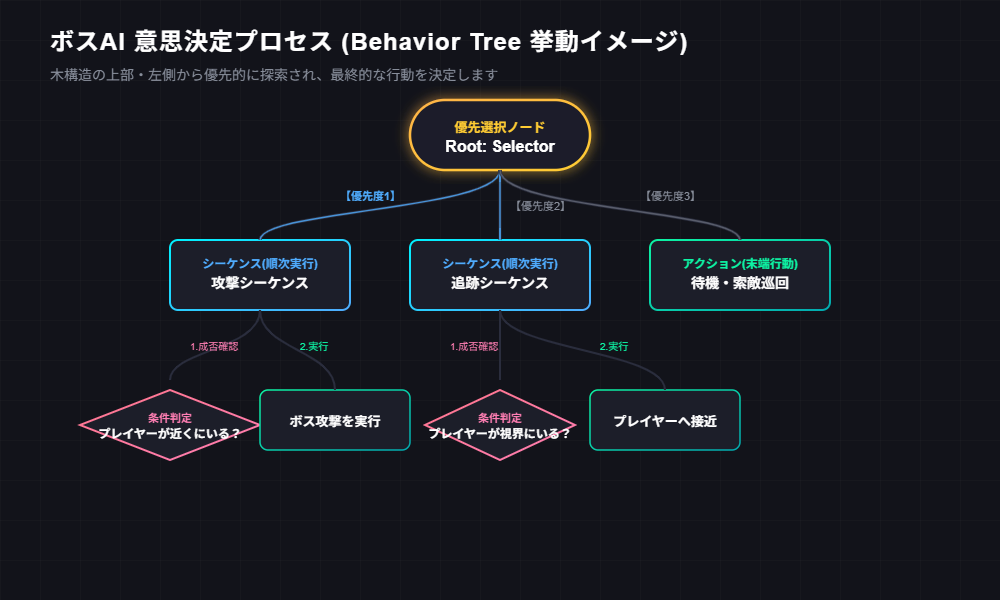 ボスAI 意思決定プロセス (Behavior Tree 挙動イメージ)
木構造の上部・左側から優先的に探索され、最終的な行動を決定します
優先選択ノード
Root: Selector
【優先度1】
【優先度2】
【優先度3】
シーケンス(順次実行)
攻撃シーケンス
シーケンス(順次実行)
追跡シーケンス
アクション(末端行動)
待機・索敵巡回
1.成否確認
2.実行
1.成否確認
2.実行
条件判定
プレイヤーが近くにいる？
ボス攻撃を実行
条件判定
プレイヤーが視界にいる？
プレイヤーへ接近